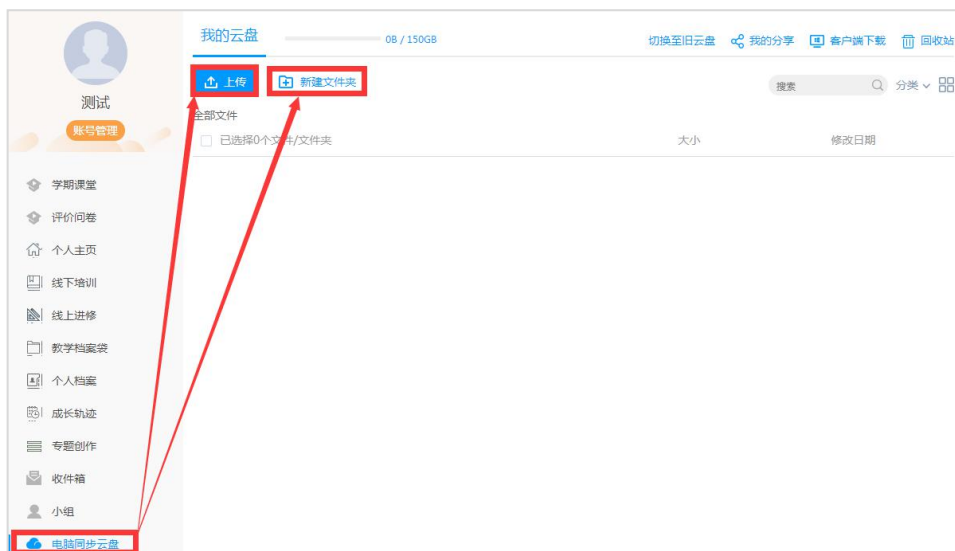 我的云盘 0B / 150GB 切换至旧云盘 我的分享 客户端下载 回收站
上传 新建文件夹 搜索 分类
测试
账号管理
全部文件
已选择0个文件/文件夹 大小 修改日期
学期课堂
评价问卷
个人主页
线下培训
线上进修
教学档案袋
个人档案
成长轨迹
专题创作
收件箱
小组
电脑同步云盘